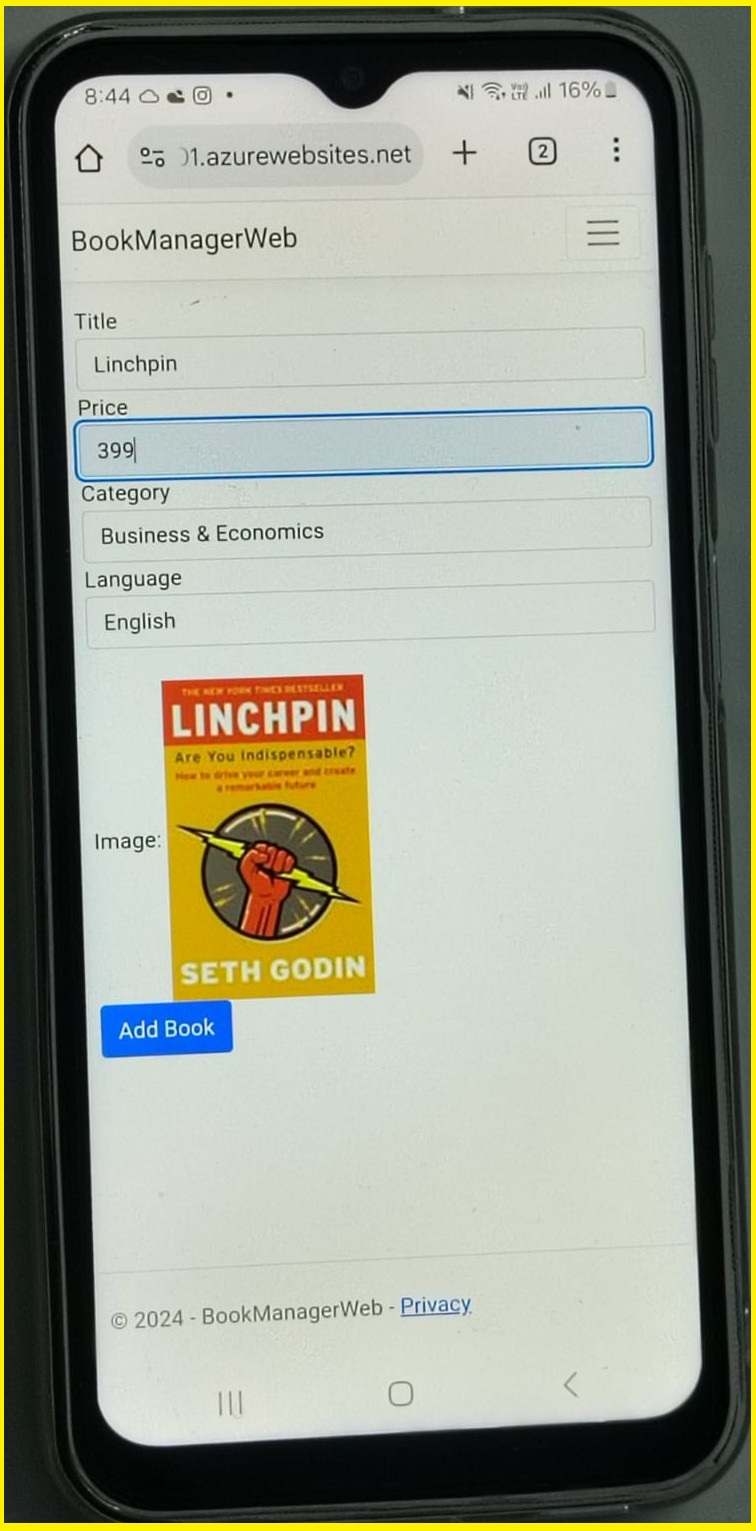 8:44 16%
)1.azurewebsites.net 2
BookManagerWeb
Title
Linchpin
Price
399
Category
Business & Economics
Language
English
THE NEW YORK TIMES BESTSELLER
LINCHPIN
Are You Indispensable?
How to drive your career and create
a remarkable future
Image:
SETH GODIN
Add Book
© 2024 - BookManagerWeb - Privacy